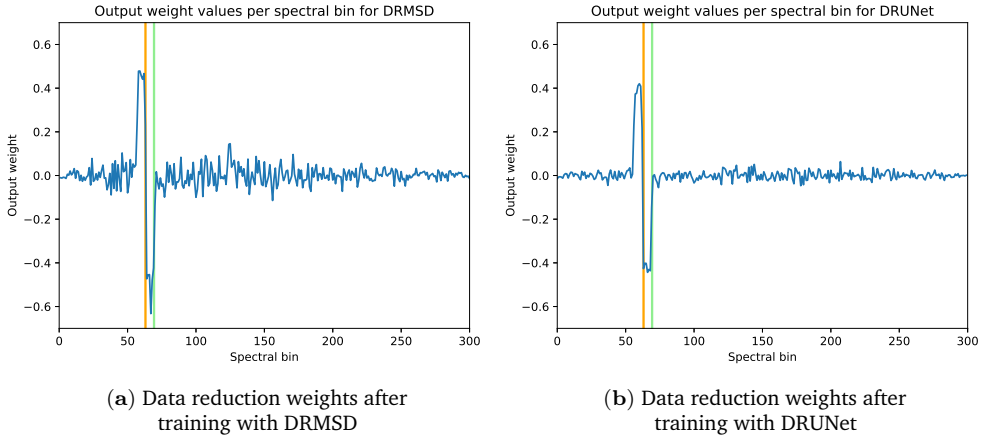 Output weight values per spectral bin for DRMSD
0.6
0.4
0.2
0.0
−0.2
−0.4
−0.6
Output weight
0
50
100
150
200
250
300
Spectral bin
(a) Data reduction weights after
training with DRMSD
Output weight values per spectral bin for DRUNet
0.6
0.4
0.2
0.0
−0.2
−0.4
−0.6
Output weight
0
50
100
150
200
250
300
Spectral bin
(b) Data reduction weights after
training with DRUNet